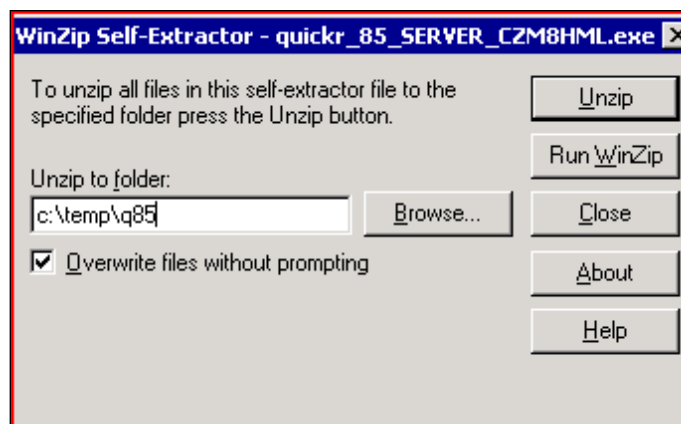 WinZip Self-Extractor - quickr_85_SERVER_CZM8HML.exe
To unzip all files in this self-extractor file to the
specified folder press the Unzip button.
Unzip
Run WinZip
Unzip to folder:
c:\temp\q85
Browse...
Close
Overwrite files without prompting
About
Help